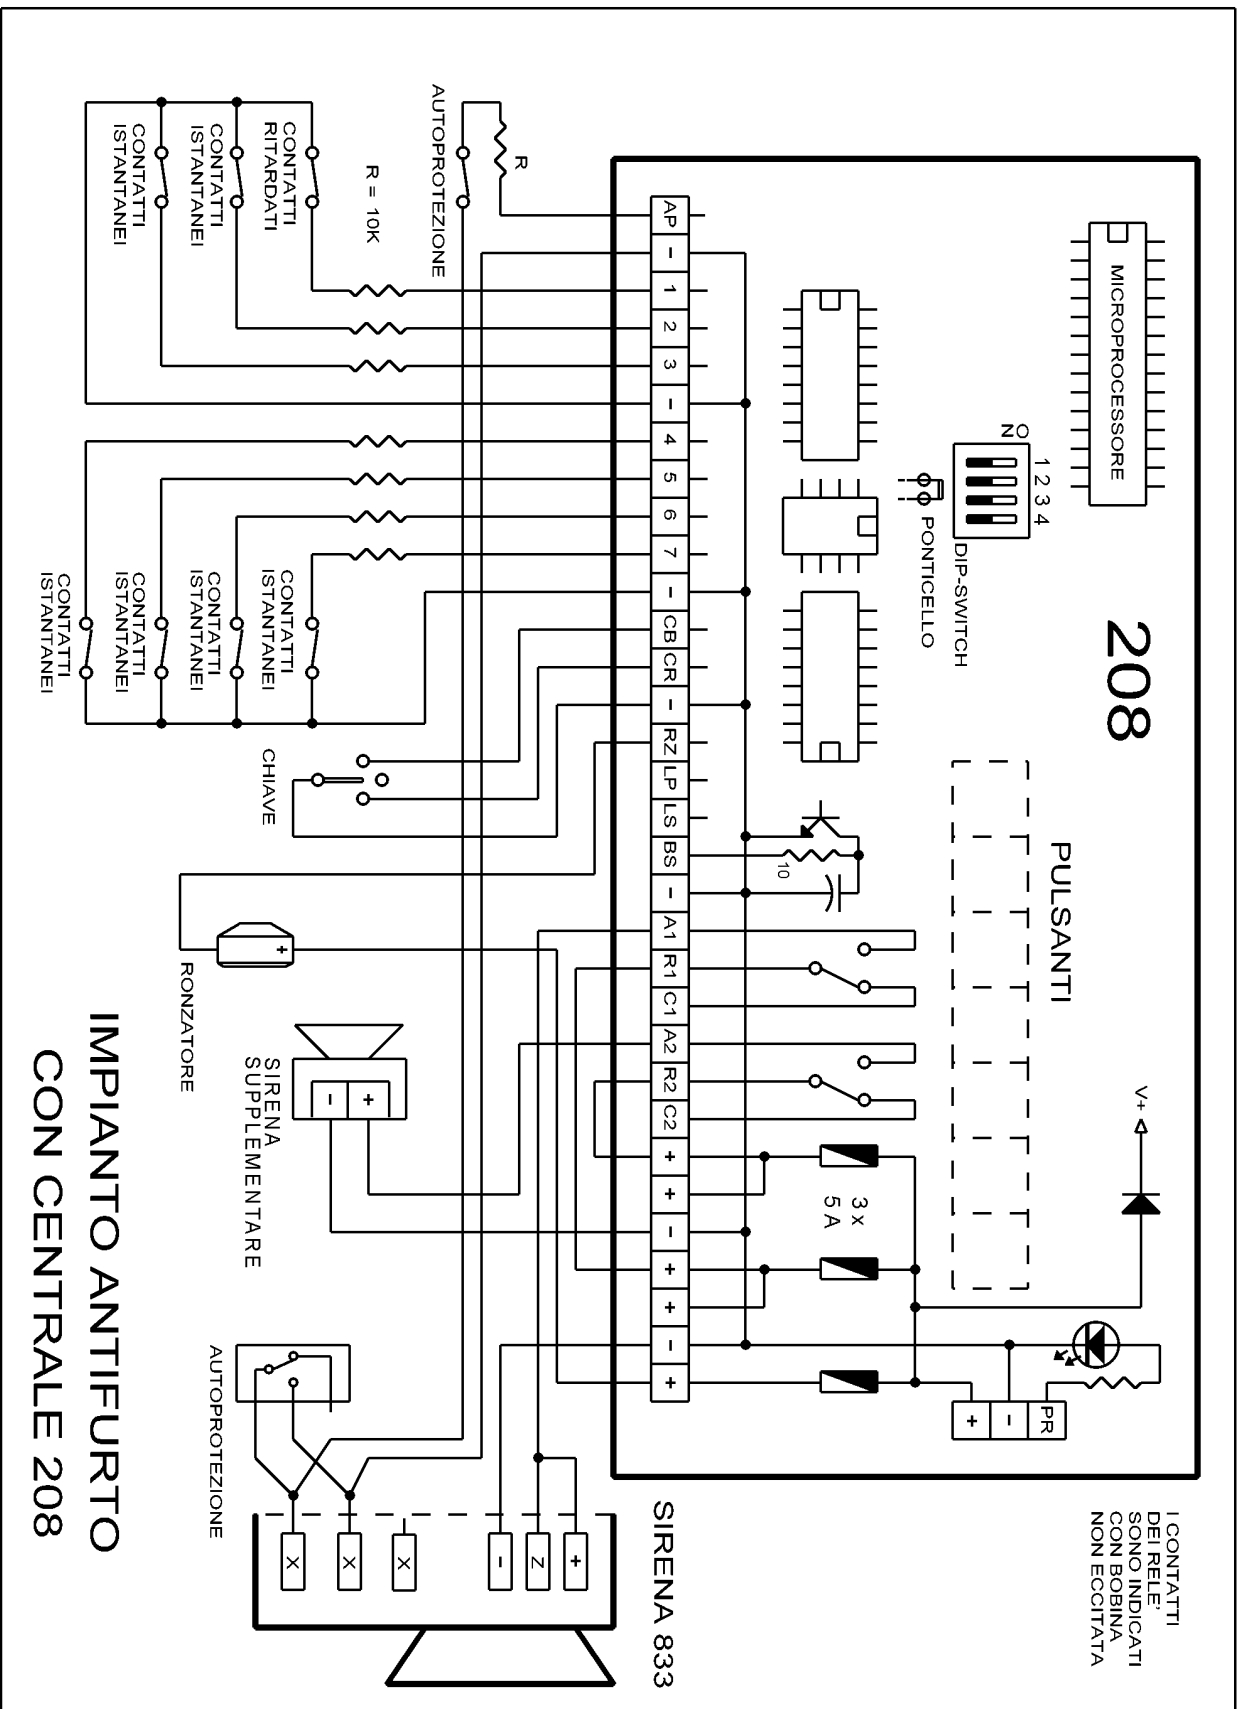 I CONTATTI
DEI RELE'
SONO INDICATI
CON BOBINA
NON ECCITATA
MICROPROCESSORE
208
PULSANTI
V+
ON
1 2 3 4
DIP-SWITCH
PONTICELLO
3 x
5 A
10
PR
-
+
AP
-
1
2
3
-
4
5
6
7
-
CB
CR
-
RZ
LP
LS
BS
-
A1
R1
C1
A2
R2
C2
+
+
-
+
+
-
+
SIRENA 833
+
Z
-
X
X
X
R
AUTOPROTEZIONE
R = 10K
CONTATTI
RITARDATI
CONTATTI
ISTANTANEI
CONTATTI
ISTANTANEI
CONTATTI
ISTANTANEI
CONTATTI
ISTANTANEI
CONTATTI
ISTANTANEI
CONTATTI
ISTANTANEI
CHIAVE
+
RONZATORE
+
-
SIRENA
SUPPLEMENTARE
AUTOPROTEZIONE
IMPIANTO ANTIFURTO
CON CENTRALE 208